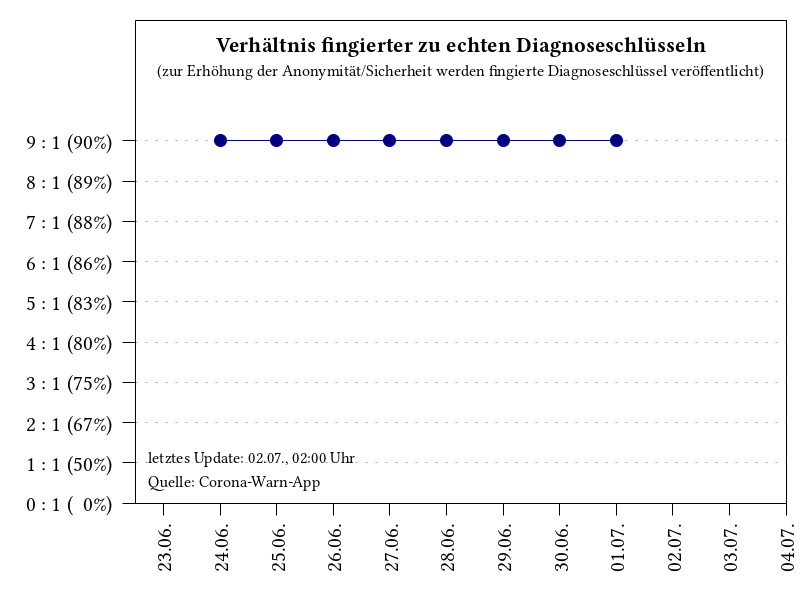 Verhältnis fingierter zu echten Diagnoseschlüsseln
(zur Erhöhung der Anonymität/Sicherheit werden fingierte Diagnoseschlüssel veröffentlicht)
9 : 1 (90%)
8 : 1 (89%)
7 : 1 (88%)
6 : 1 (86%)
5 : 1 (83%)
4 : 1 (80%)
3 : 1 (75%)
2 : 1 (67%)
1 : 1 (50%)
0 : 1 ( 0%)
letztes Update: 02.07., 02:00 Uhr
Quelle: Corona-Warn-App
23.06.
24.06.
25.06.
26.06.
27.06.
28.06.
29.06.
30.06.
01.07.
02.07.
03.07.
04.07.